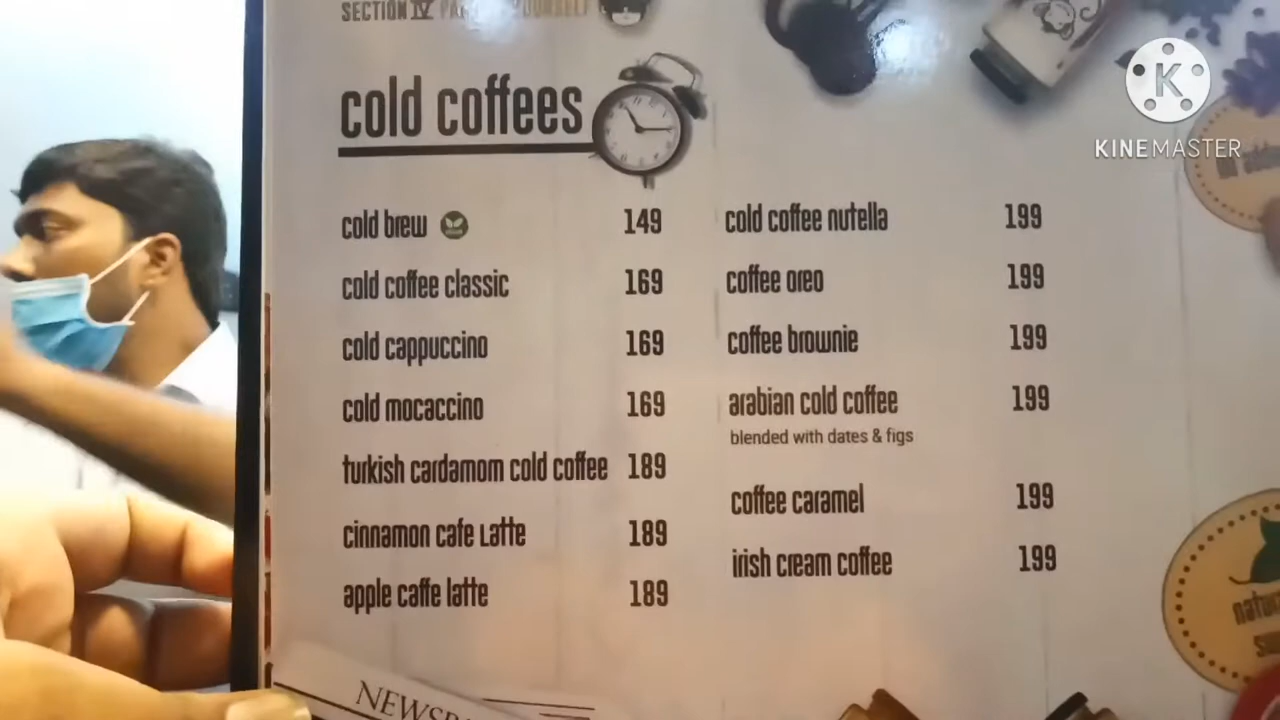 SECTION IV
KINEMASTER
cold coffees
cold brew 149
cold coffee classic 169
cold cappuccino 169
cold mocaccino 169
turkish cardamom cold coffee 189
cinnamon cafe Latte 189
apple caffe latte 189
cold coffee nutella 199
coffee oreo 199
coffee brownie 199
arabian cold coffee 199
blended with dates & figs
coffee caramel 199
irish cream coffee 199